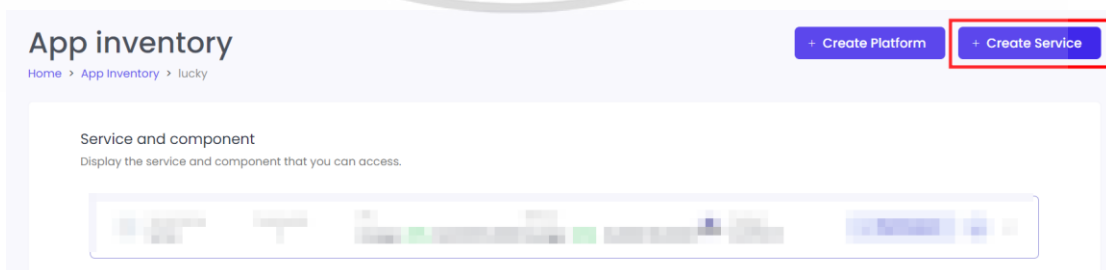 App inventory
+ Create Platform
+ Create Service
Home > App Inventory > lucky
Service and component
Display the service and component that you can access.